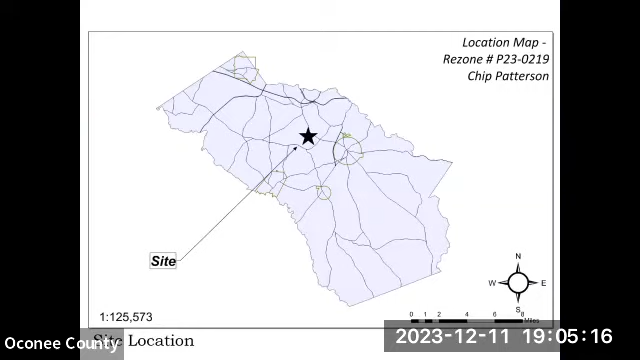 Location Map -
Rezone # P23-0219
Chip Patterson
Site
N
W
E
S
1:125,573
0 1 2 4 6 8
Miles
Site Location
Oconee County
2023-12-11 19:05:16